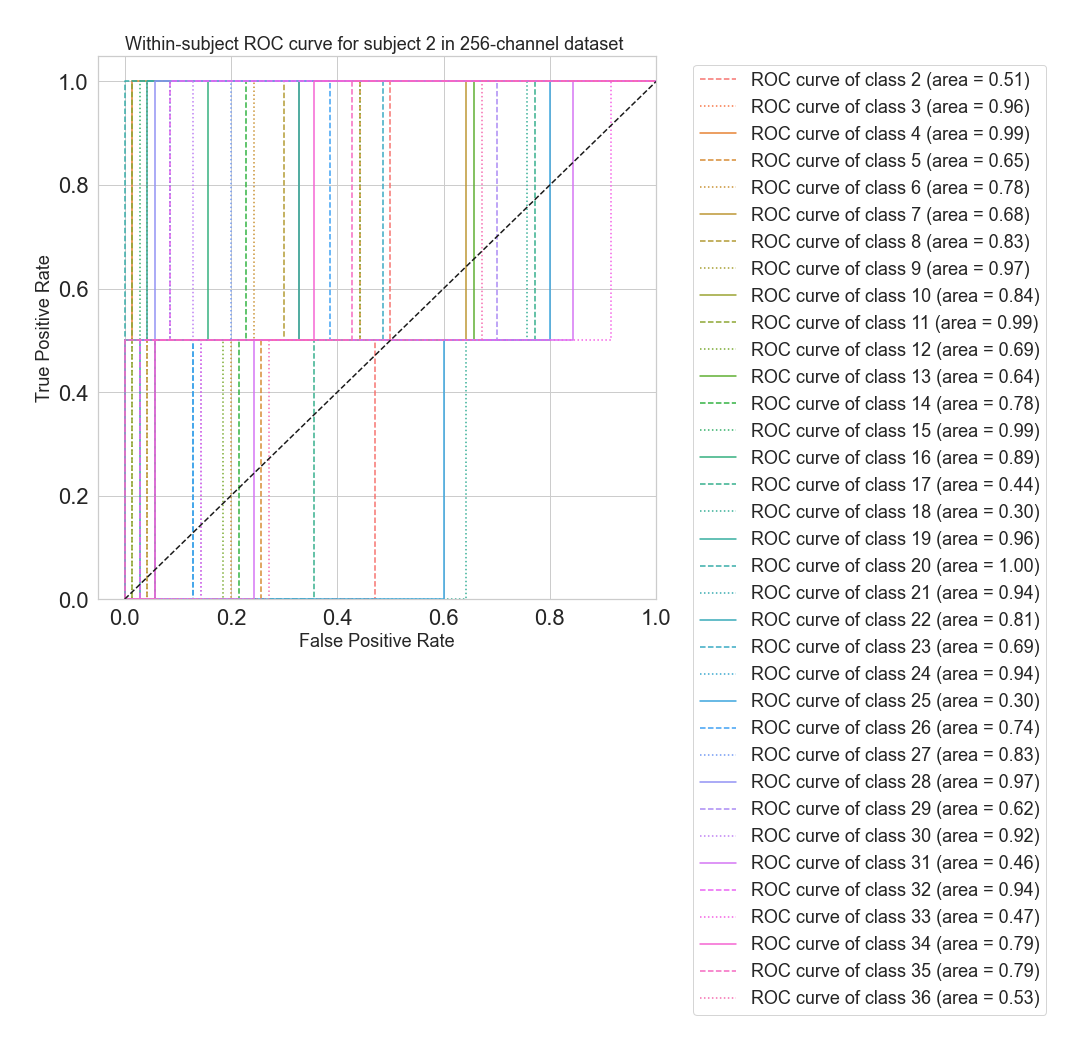 Within-subject ROC curve for subject 2 in 256-channel dataset
1.0
0.8
0.6
0.4
0.2
0.0
True Positive Rate
0.0 0.2 0.4 0.6 0.8 1.0
False Positive Rate
ROC curve of class 2 (area = 0.51)
ROC curve of class 3 (area = 0.96)
ROC curve of class 4 (area = 0.99)
ROC curve of class 5 (area = 0.65)
ROC curve of class 6 (area = 0.78)
ROC curve of class 7 (area = 0.68)
ROC curve of class 8 (area = 0.83)
ROC curve of class 9 (area = 0.97)
ROC curve of class 10 (area = 0.84)
ROC curve of class 11 (area = 0.99)
ROC curve of class 12 (area = 0.69)
ROC curve of class 13 (area = 0.64)
ROC curve of class 14 (area = 0.78)
ROC curve of class 15 (area = 0.99)
ROC curve of class 16 (area = 0.89)
ROC curve of class 17 (area = 0.44)
ROC curve of class 18 (area = 0.30)
ROC curve of class 19 (area = 0.96)
ROC curve of class 20 (area = 1.00)
ROC curve of class 21 (area = 0.94)
ROC curve of class 22 (area = 0.81)
ROC curve of class 23 (area = 0.69)
ROC curve of class 24 (area = 0.94)
ROC curve of class 25 (area = 0.30)
ROC curve of class 26 (area = 0.74)
ROC curve of class 27 (area = 0.83)
ROC curve of class 28 (area = 0.97)
ROC curve of class 29 (area = 0.62)
ROC curve of class 30 (area = 0.92)
ROC curve of class 31 (area = 0.46)
ROC curve of class 32 (area = 0.94)
ROC curve of class 33 (area = 0.47)
ROC curve of class 34 (area = 0.79)
ROC curve of class 35 (area = 0.79)
ROC curve of class 36 (area = 0.53)